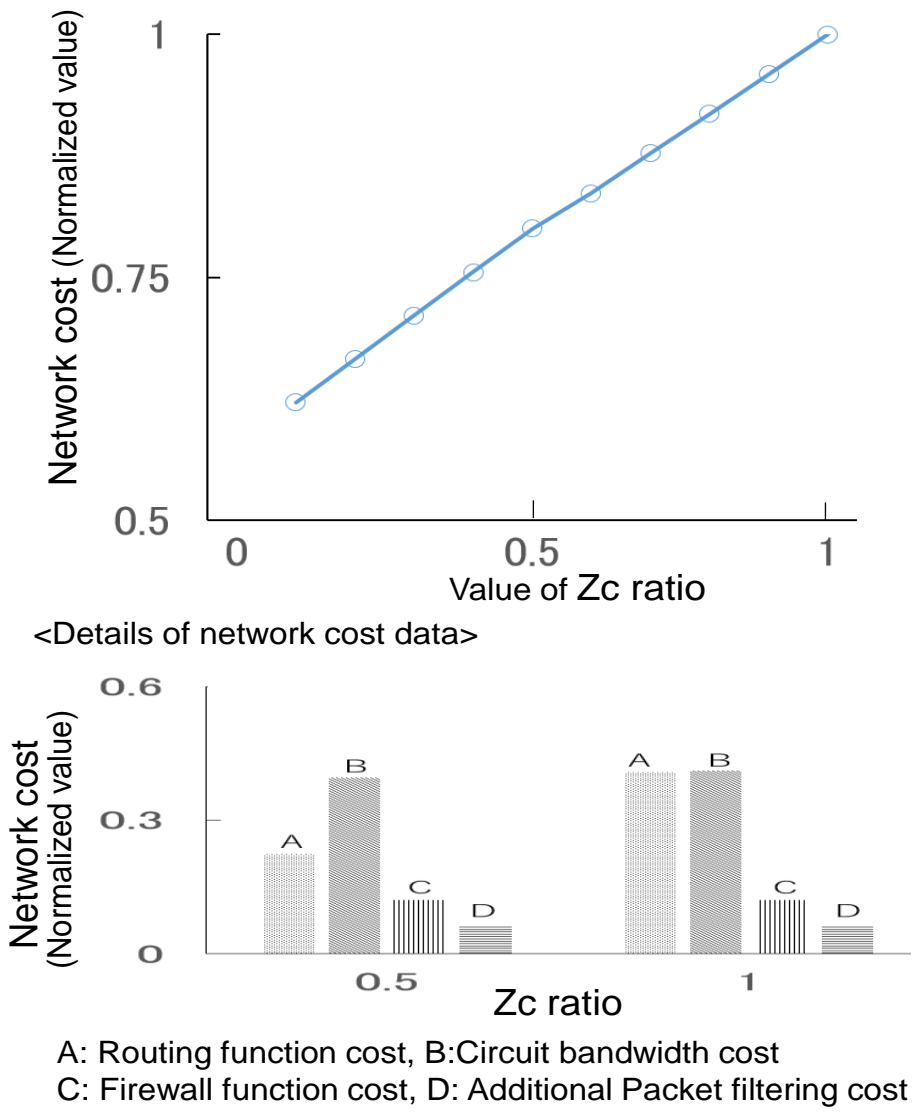 1
0.75
0.5
Network cost (Normalized value)
0 0.5 1
Value of Zc ratio
<Details of network cost data>
0.6
0.3
0
Network cost
(Normalized value)
A B C D A B C D
0.5 1
Zc ratio
A: Routing function cost, B:Circuit bandwidth cost
C: Firewall function cost, D: Additional Packet filtering cost